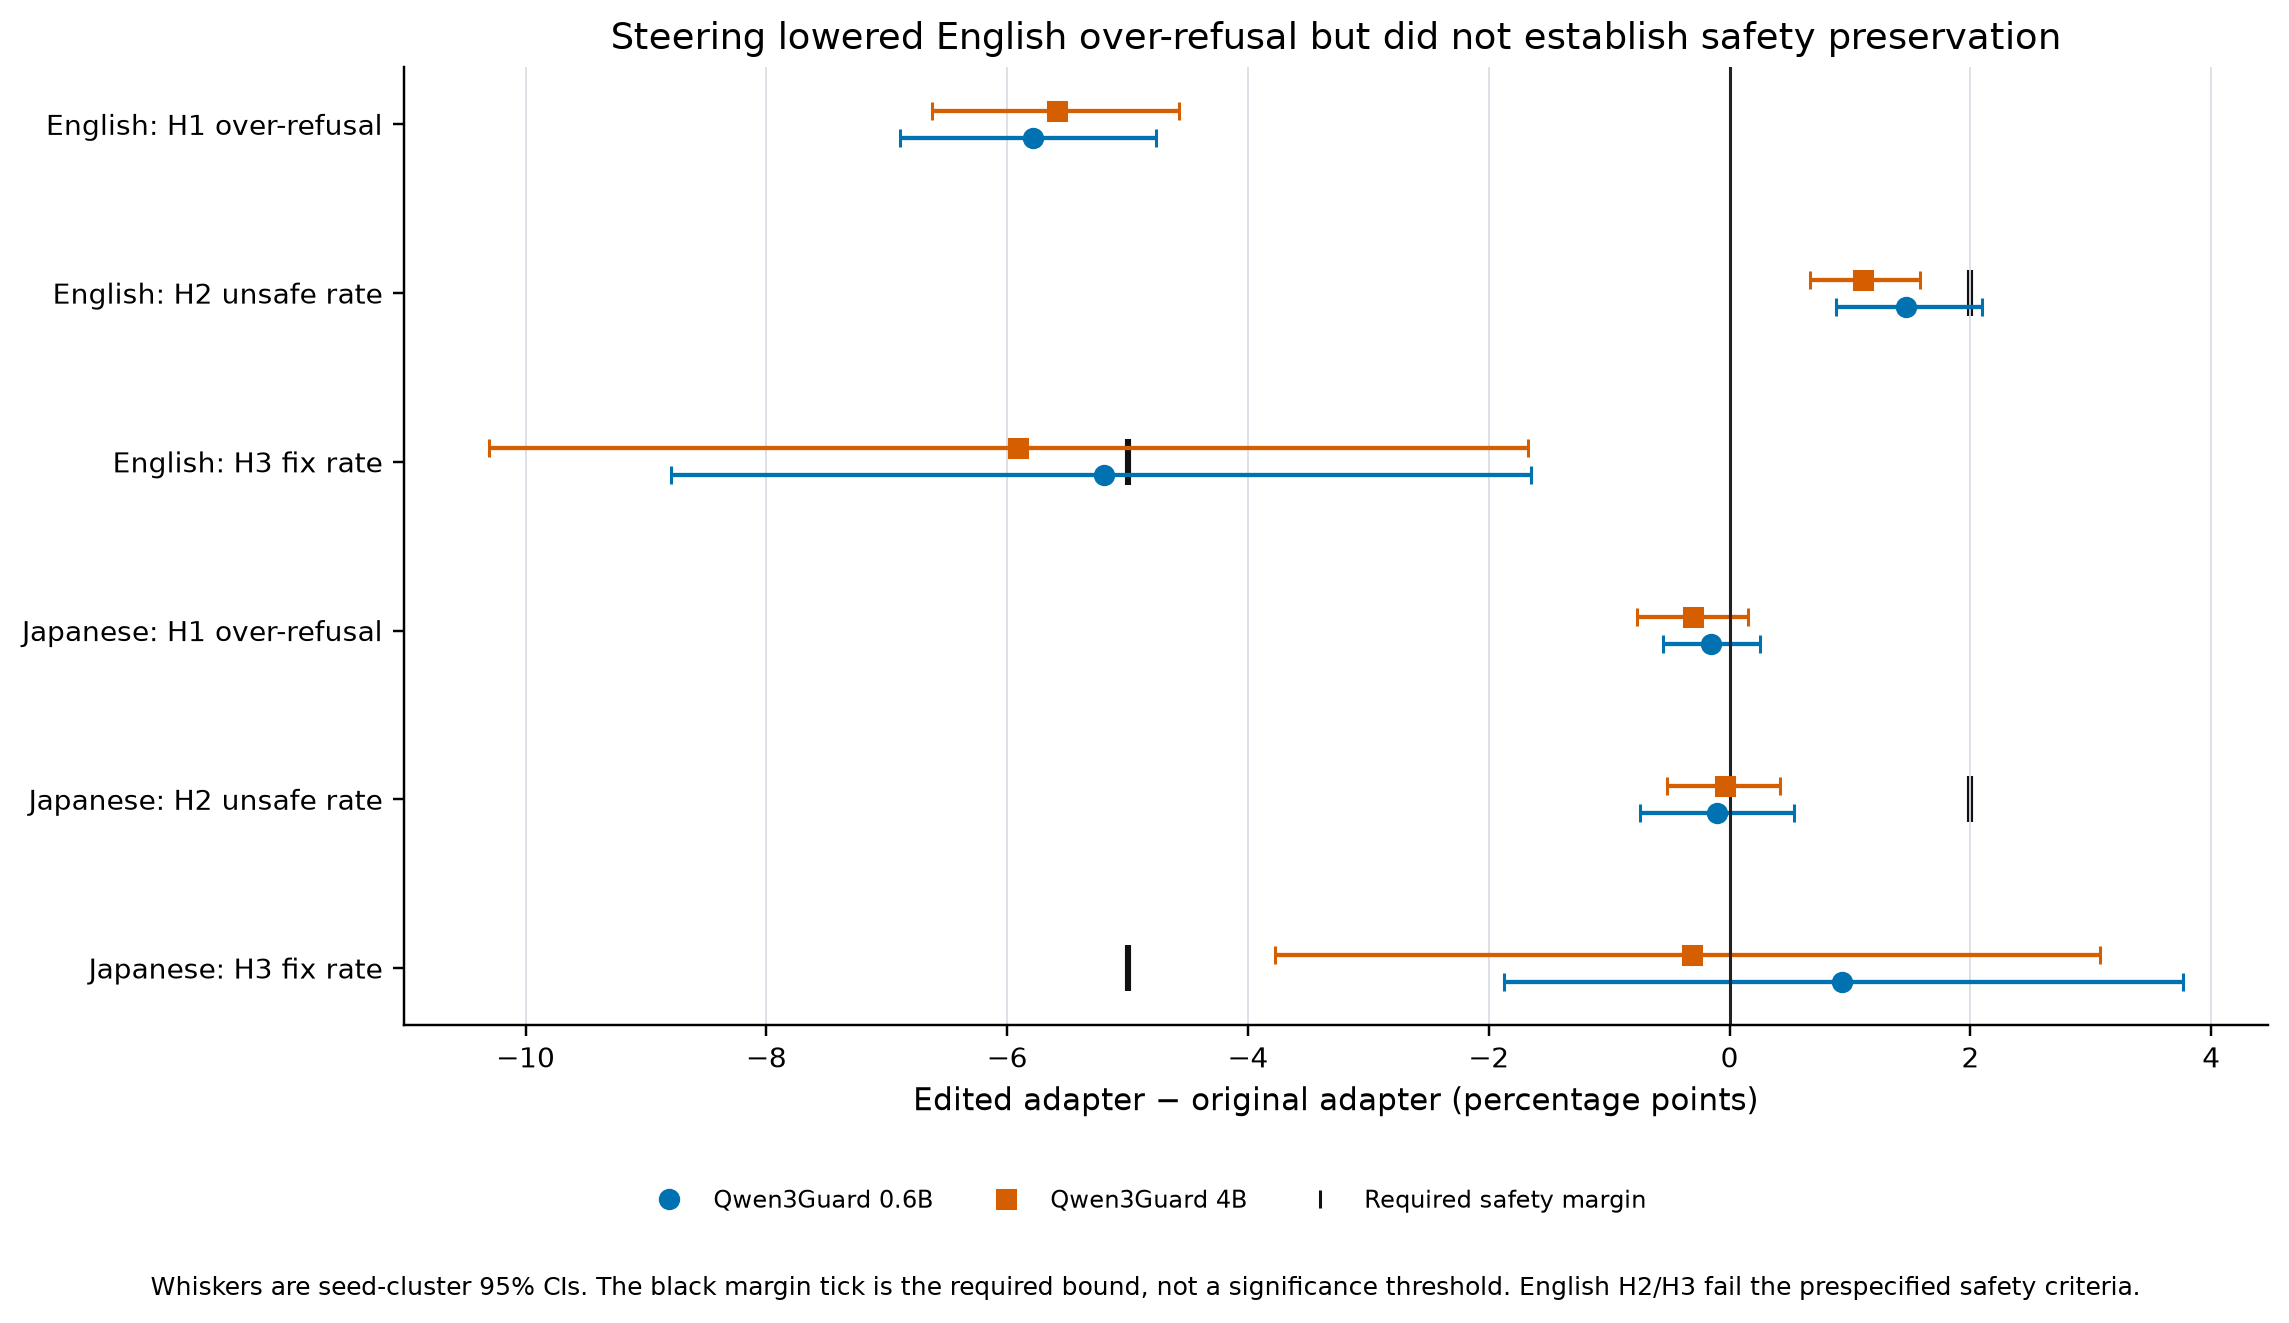 Steering lowered English over-refusal but did not establish safety preservation
English: H1 over-refusal
English: H2 unsafe rate
English: H3 fix rate
Japanese: H1 over-refusal
Japanese: H2 unsafe rate
Japanese: H3 fix rate
−10 −8 −6 −4 −2 0 2 4
Edited adapter − original adapter (percentage points)
Qwen3Guard 0.6B Qwen3Guard 4B Required safety margin
Whiskers are seed-cluster 95% CIs. The black margin tick is the required bound, not a significance threshold. English H2/H3 fail the prespecified safety criteria.